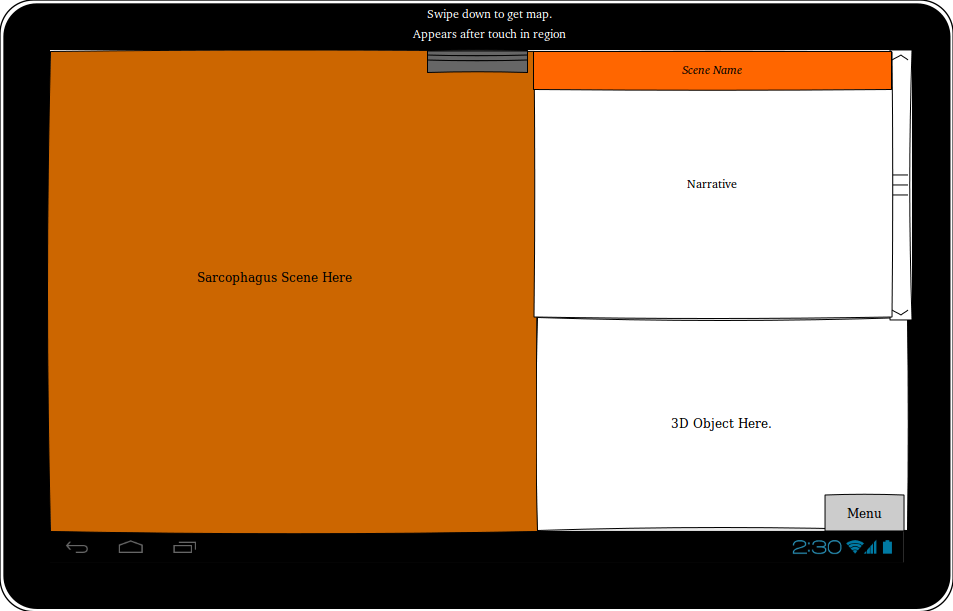 Swipe down to get map.
Appears after touch in region
Scene Name
Narrative
Sarcophagus Scene Here
3D Object Here.
Menu
2:30